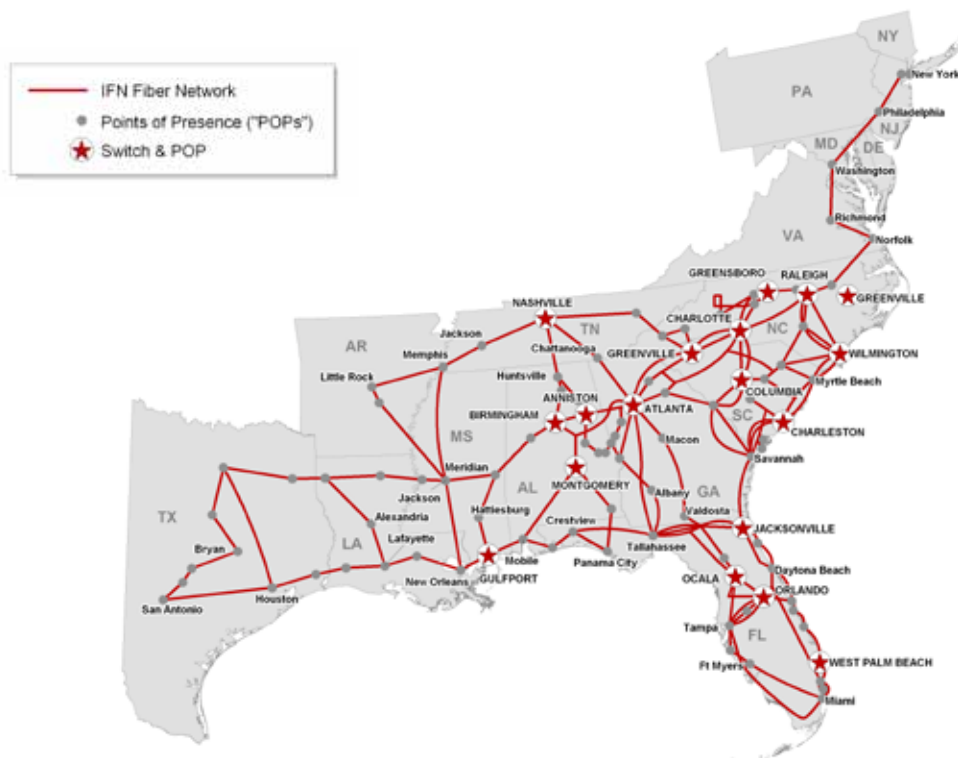 NY
IFN Fiber Network
New York
PA
Points of Presence ("POPs")
Philadelphia
NJ
Switch & POP
MD
DE
Washington
Richmond
VA
Norfolk
GREENSBORO
RALEIGH
GREENVILLE
NASHVILLE
CHARLOTTE
NC
Jackson
TN
AR
Memphis
Chattanooga
GREENVILLE
WILMINGTON
Little Rock
Huntsville
Myrtle Beach
COLUMBIA
ANNISTON
ATLANTA
BIRMINGHAM
SC
CHARLESTON
MS
Macon
Savannah
Meridian
MONTGOMERY
AL
GA
Jackson
Albany
TX
Hattiesburg
Valdosta
Alexandria
Crestview
JACKSONVILLE
LA
Lafayette
Tallahassee
Bryan
Mobile
Panama City
Daytona Beach
New Orleans
GULFPORT
OCALA
ORLANDO
Houston
San Antonio
Tampa
FL
Ft Myers
WEST PALM BEACH
Miami